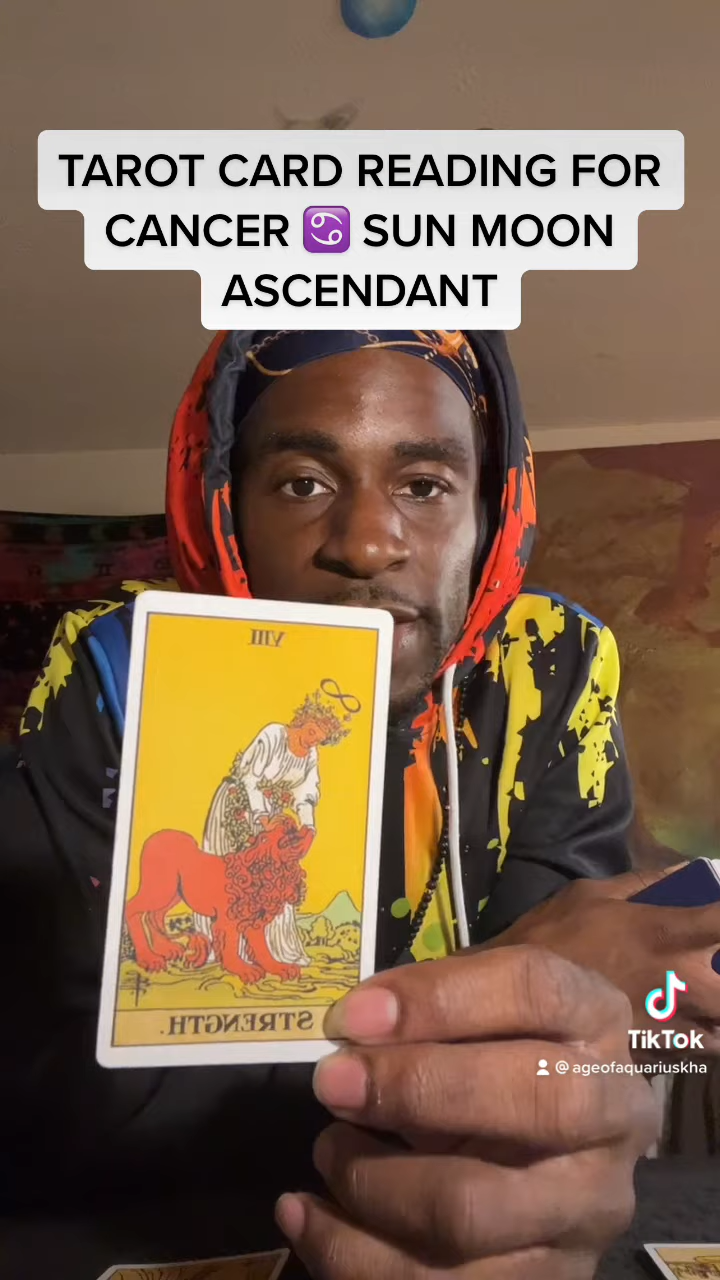 TAROT CARD READING FOR
CANCER ♋ SUN MOON
ASCENDANT
VIII
STRENGTH.
TikTok
@ageofaquariuskha